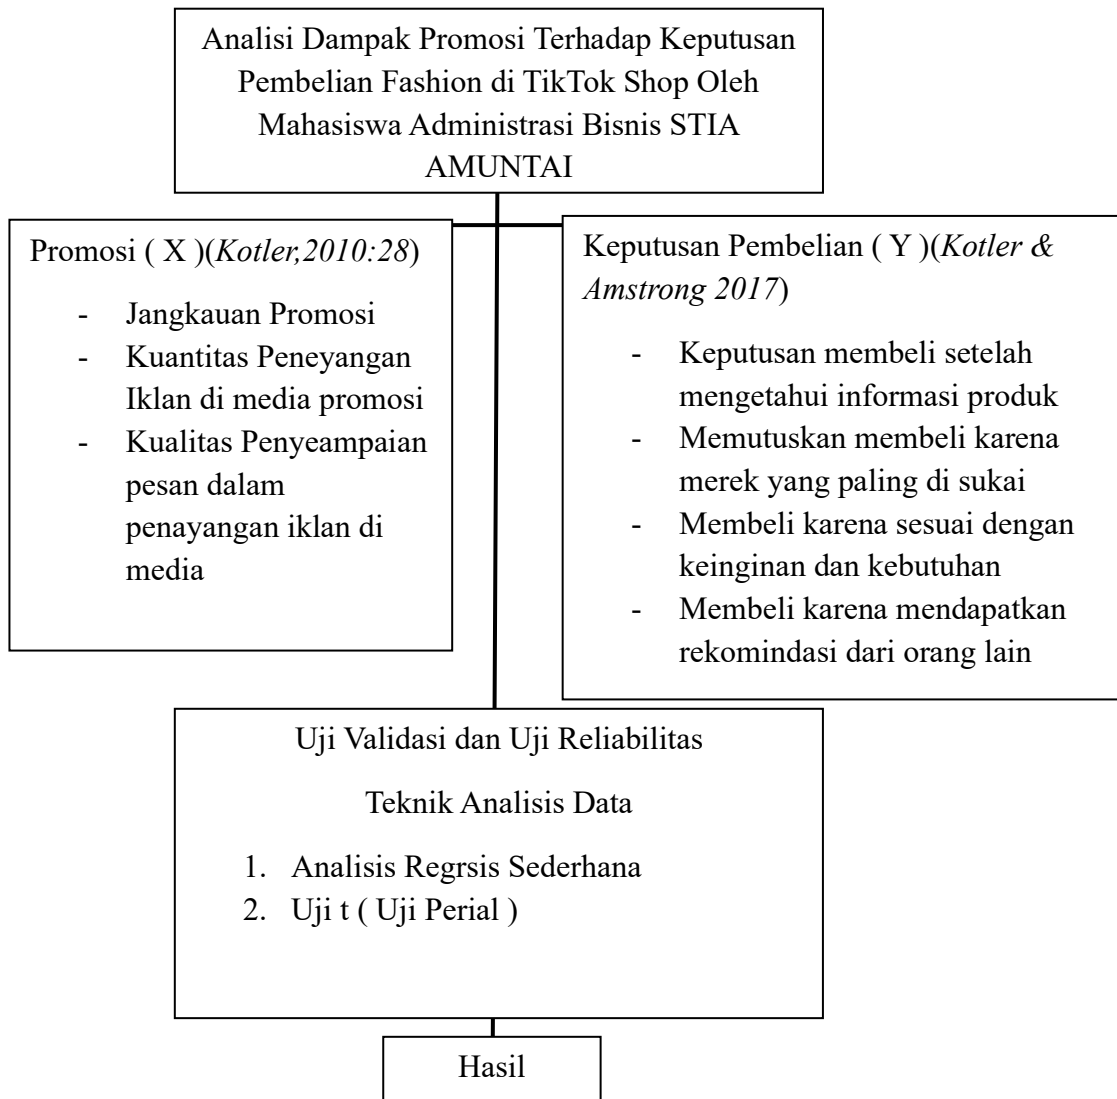 Analisi Dampak Promosi Terhadap Keputusan
Pembelian Fashion di TikTok Shop Oleh
Mahasiswa Administrasi Bisnis STIA
AMUNTAI
Promosi ( X )(Kotler,2010:28)
- Jangkauan Promosi
- Kuantitas Peneyangan
Iklan di media promosi
- Kualitas Penyeampaian
pesan dalam
penayangan iklan di
media
Keputusan Pembelian ( Y )(Kotler &
Amstrong 2017)
- Keputusan membeli setelah
mengetahui informasi produk
- Memutuskan membeli karena
merek yang paling di sukai
- Membeli karena sesuai dengan
keinginan dan kebutuhan
- Membeli karena mendapatkan
rekomindasi dari orang lain
Uji Validasi dan Uji Reliabilitas
Teknik Analisis Data
1. Analisis Regrsis Sederhana
2. Uji t ( Uji Perial )
Hasil